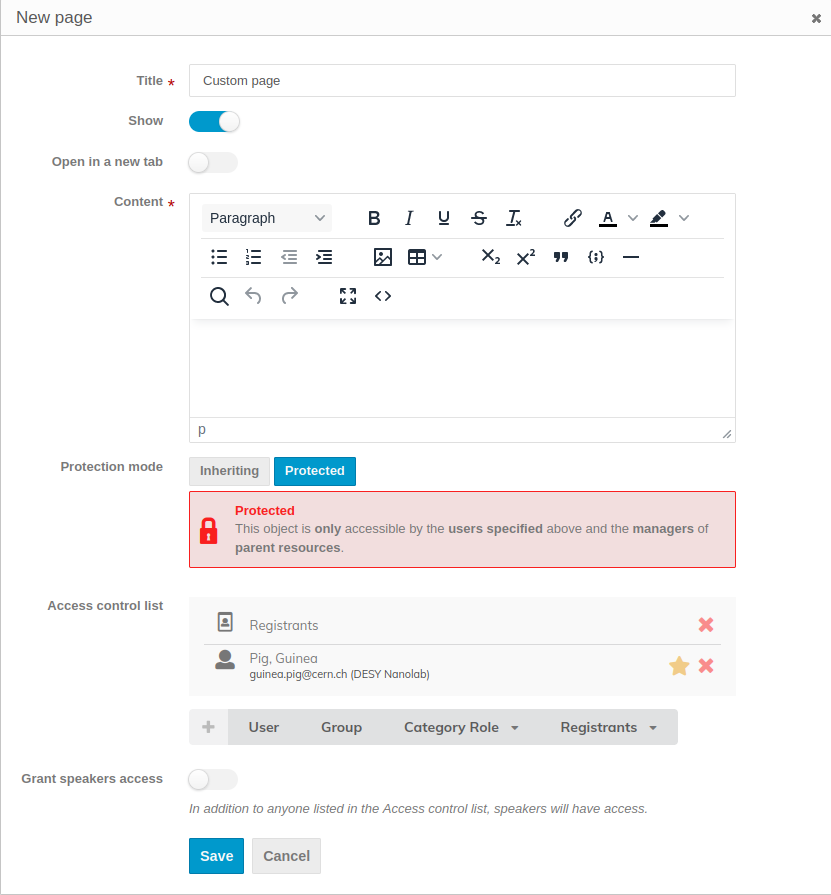 New page
Title *
Custom page
Show
Open in a new tab
Content *
Paragraph
p
Protection mode
Inheriting
Protected
Protected
This object is only accessible by the users specified above and the managers of
parent resources.
Access control list
Registrants
Pig, Guinea
guinea.pig@cern.ch (DESY Nanolab)
User
Group
Category Role
Registrants
Grant speakers access
In addition to anyone listed in the Access control list, speakers will have access.
Save
Cancel